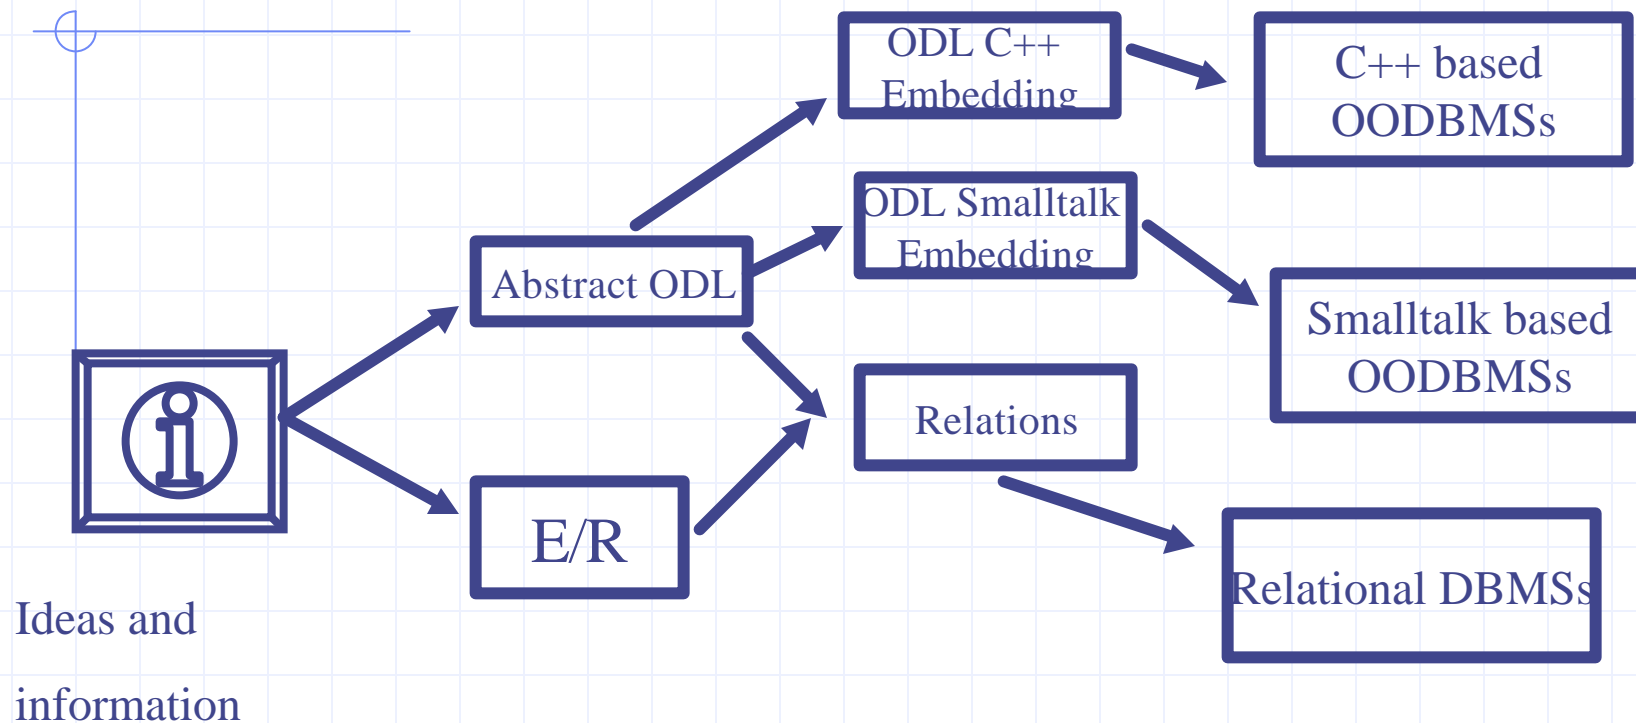 ODL C++
Embedding
C++ based
OODBMSs
ODL Smalltalk
Embedding
Abstract ODL
Smalltalk based
OODBMSs
Relations
E/R
Relational DBMSs
Ideas and
information